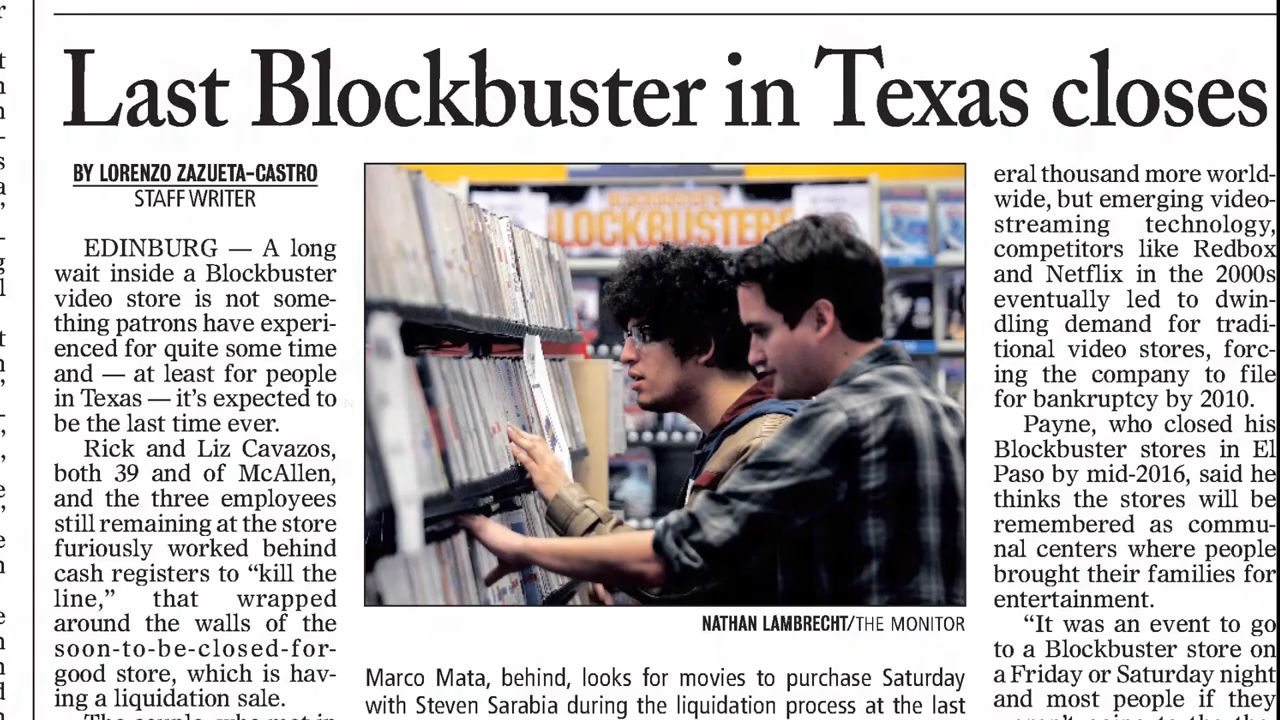 Last Blockbuster in Texas closes
BY LORENZO ZAZUETA-CASTRO
STAFF WRITER
EDINBURG — A long
wait inside a Blockbuster
video store is not some-
thing patrons have experi-
enced for quite some time
and — at least for people
in Texas — it's expected to
be the last time ever.
Rick and Liz Cavazos,
both 39 and of McAllen,
and the three employees
still remaining at the store
furiously worked behind
cash registers to “kill the
line,” that wrapped
around the walls of the
soon-to-be-closed-for-
good store, which is hav-
ing a liquidation sale.
The couple, who met in
BLOCKBUSTERS
NATHAN LAMBRECHT/THE MONITOR
Marco Mata, behind, looks for movies to purchase Saturday
with Steven Sarabia during the liquidation process at the last
eral thousand more world-
wide, but emerging video-
streaming technology,
competitors like Redbox
and Netflix in the 2000s
eventually led to dwin-
dling demand for tradi-
tional video stores, forc-
ing the company to file
for bankruptcy by 2010.
Payne, who closed his
Blockbuster stores in El
Paso by mid-2016, said he
thinks the stores will be
remembered as commu-
nal centers where people
brought their families for
entertainment.
“It was an event to go
to a Blockbuster store on
a Friday or Saturday night
and most people if they